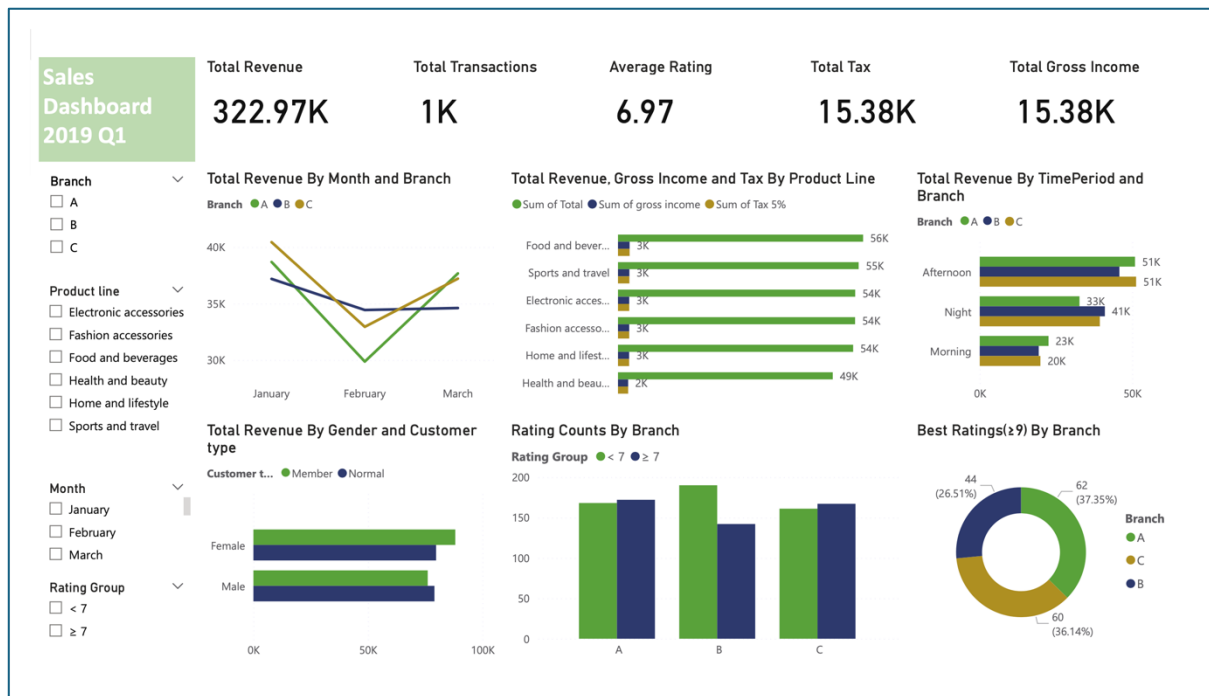 Sales
Dashboard
2019 Q1
Total Revenue
322.97K
Total Transactions
1K
Average Rating
6.97
Total Tax
15.38K
Total Gross Income
15.38K
Branch
A
B
C
Product line
Electronic accessories
Fashion accessories
Food and beverages
Health and beauty
Home and lifestyle
Sports and travel
Month
January
February
March
Rating Group
< 7
≥ 7
Total Revenue By Month and Branch
Branch A B C
40K
35K
30K
January February March
Total Revenue, Gross Income and Tax By Product Line
Sum of Total Sum of gross income Sum of Tax 5%
Food and bever... 56K
3K
Sports and travel 55K
3K
Electronic acces... 54K
3K
Fashion accesso... 54K
3K
Home and lifest... 54K
3K
Health and beau... 49K
2K
Total Revenue By TimePeriod and
Branch
Branch A B C
51K
Afternoon
51K
33K
Night 41K
23K
Morning
20K
0K 50K
Total Revenue By Gender and Customer
type
Customer t... Member Normal
Female
Male
0K 50K 100K
Rating Counts By Branch
Rating Group < 7 ≥ 7
200
150
100
50
0
A B C
Best Ratings(≥9) By Branch
44
(26.51%)
62
(37.35%)
60
(36.14%)
Branch
A
C
B